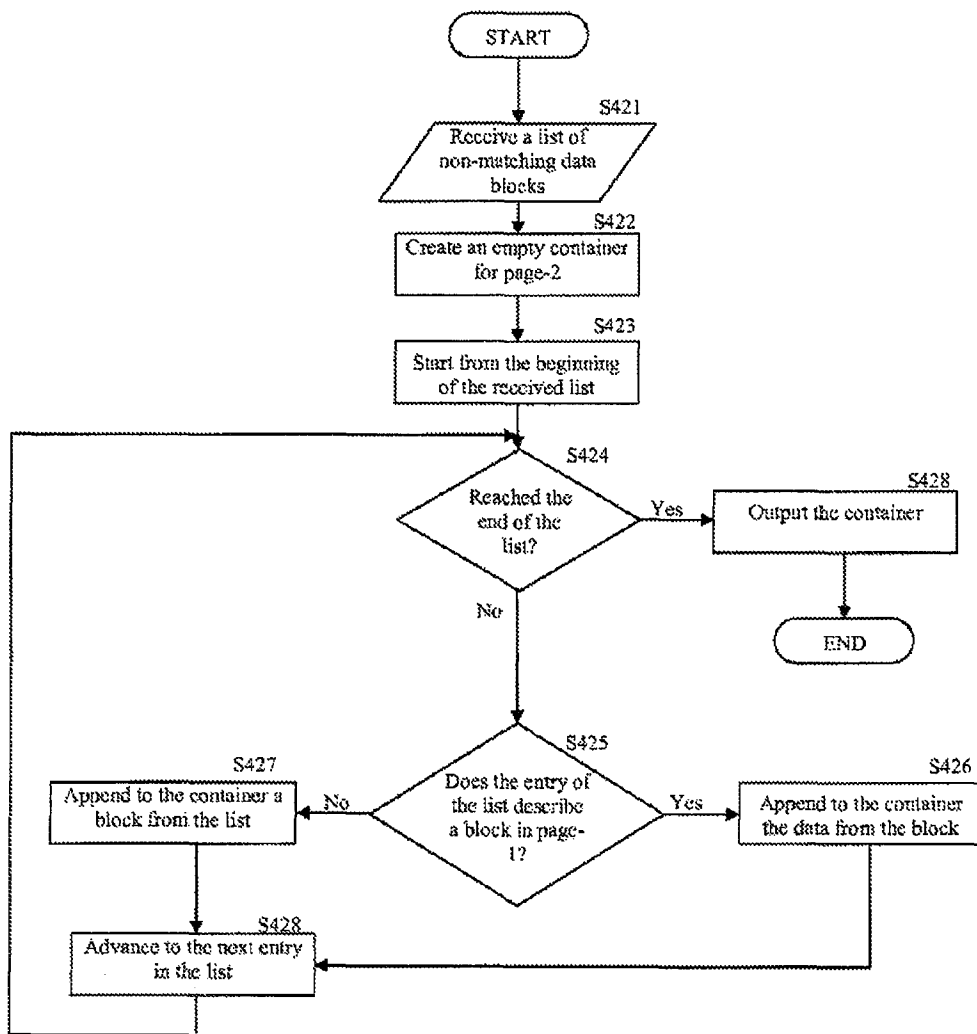 START
S421
Receive a list of
non-matching data
blocks
S422
Create an empty container
for page-2
S423
Start from the beginning
of the received list
S424
Reached the
end of the
list?
Yes
S428
Output the container
END
No
S425
Does the entry of
the list describe
a block in page-
1?
No
S427
Append to the container a
block from the list
Yes
S426
Append to the container
the data from the block
S428
Advance to the next entry
in the list